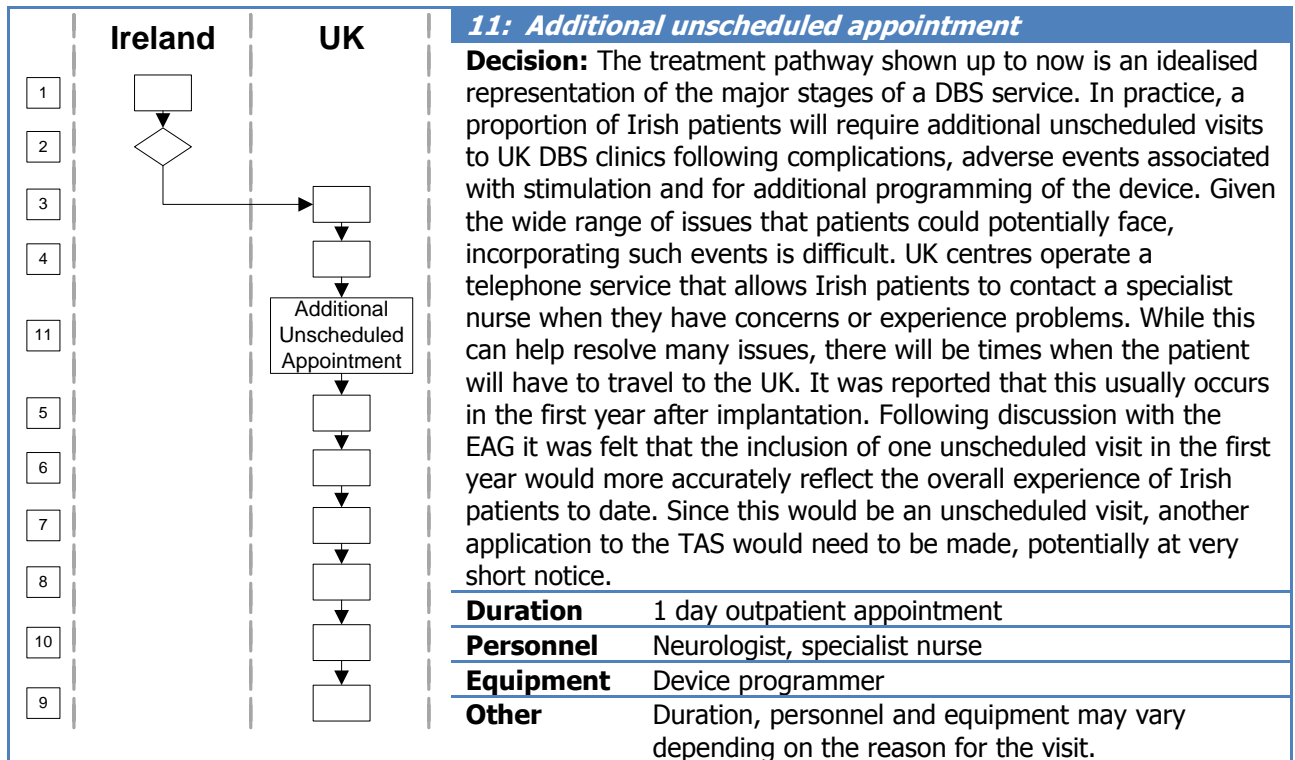 Ireland
UK
1
2
3
4
11
5
6
7
8
10
9
Additional
Unscheduled
Appointment
11: Additional unscheduled appointment
Decision: The treatment pathway shown up to now is an idealised
representation of the major stages of a DBS service. In practice, a
proportion of Irish patients will require additional unscheduled visits
to UK DBS clinics following complications, adverse events associated
with stimulation and for additional programming of the device. Given
the wide range of issues that patients could potentially face,
incorporating such events is difficult. UK centres operate a
telephone service that allows Irish patients to contact a specialist
nurse when they have concerns or experience problems. While this
can help resolve many issues, there will be times when the patient
will have to travel to the UK. It was reported that this usually occurs
in the first year after implantation. Following discussion with the
EAG it was felt that the inclusion of one unscheduled visit in the first
year would more accurately reflect the overall experience of Irish
patients to date. Since this would be an unscheduled visit, another
application to the TAS would need to be made, potentially at very
short notice.
Duration 1 day outpatient appointment
Personnel Neurologist, specialist nurse
Equipment Device programmer
Other Duration, personnel and equipment may vary
depending on the reason for the visit.